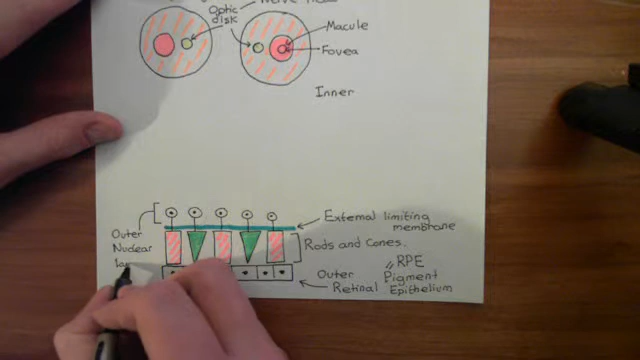 Optic
disk
Macule
Fovea
Inner
External limiting
membrane
Outer
Nuclear
Rods and Cones.
RPE
Outer
Pigment
Retinal
Epithelium